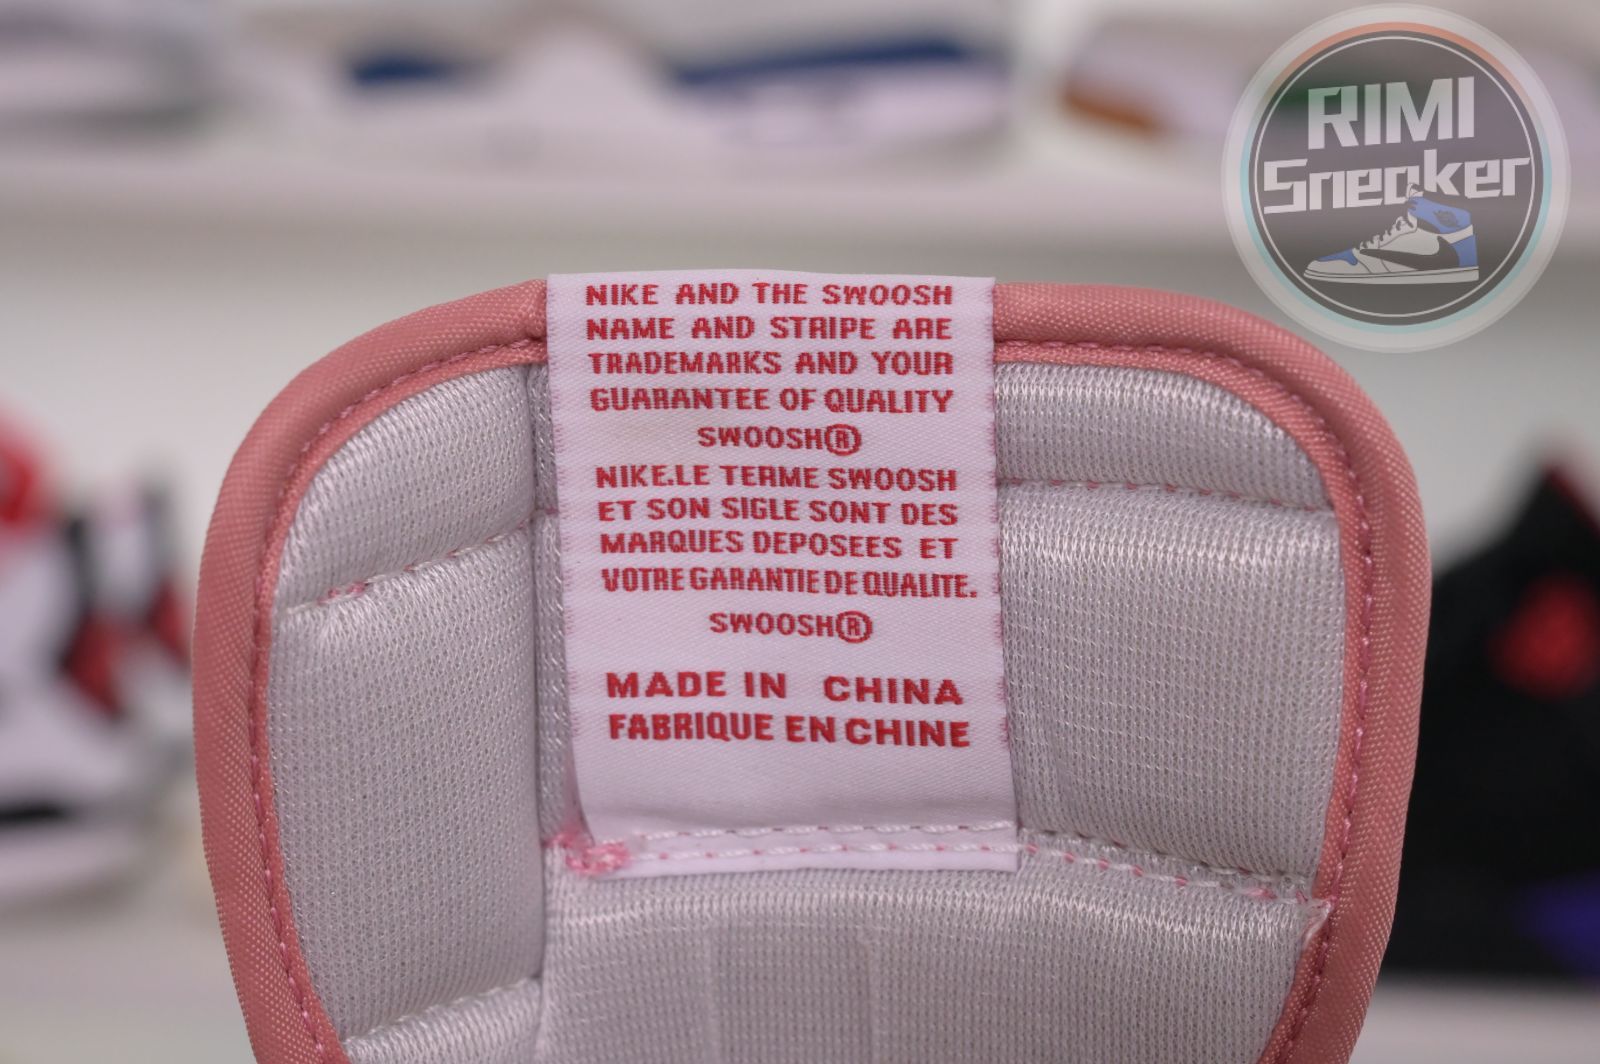 RIMI
Sneaker
NIKE AND THE SWOOSH
NAME AND STRIPE ARE
TRADEMARKS AND YOUR
GUARANTEE OF QUALITY
SWOOSH®
NIKE.LE TERME SWOOSH
ET SON SIGLE SONT DES
MARQUES DEPOSEES ET
VOTRE GARANTIE DE QUALITE.
SWOOSH®
MADE IN CHINA
FABRIQUE EN CHINE